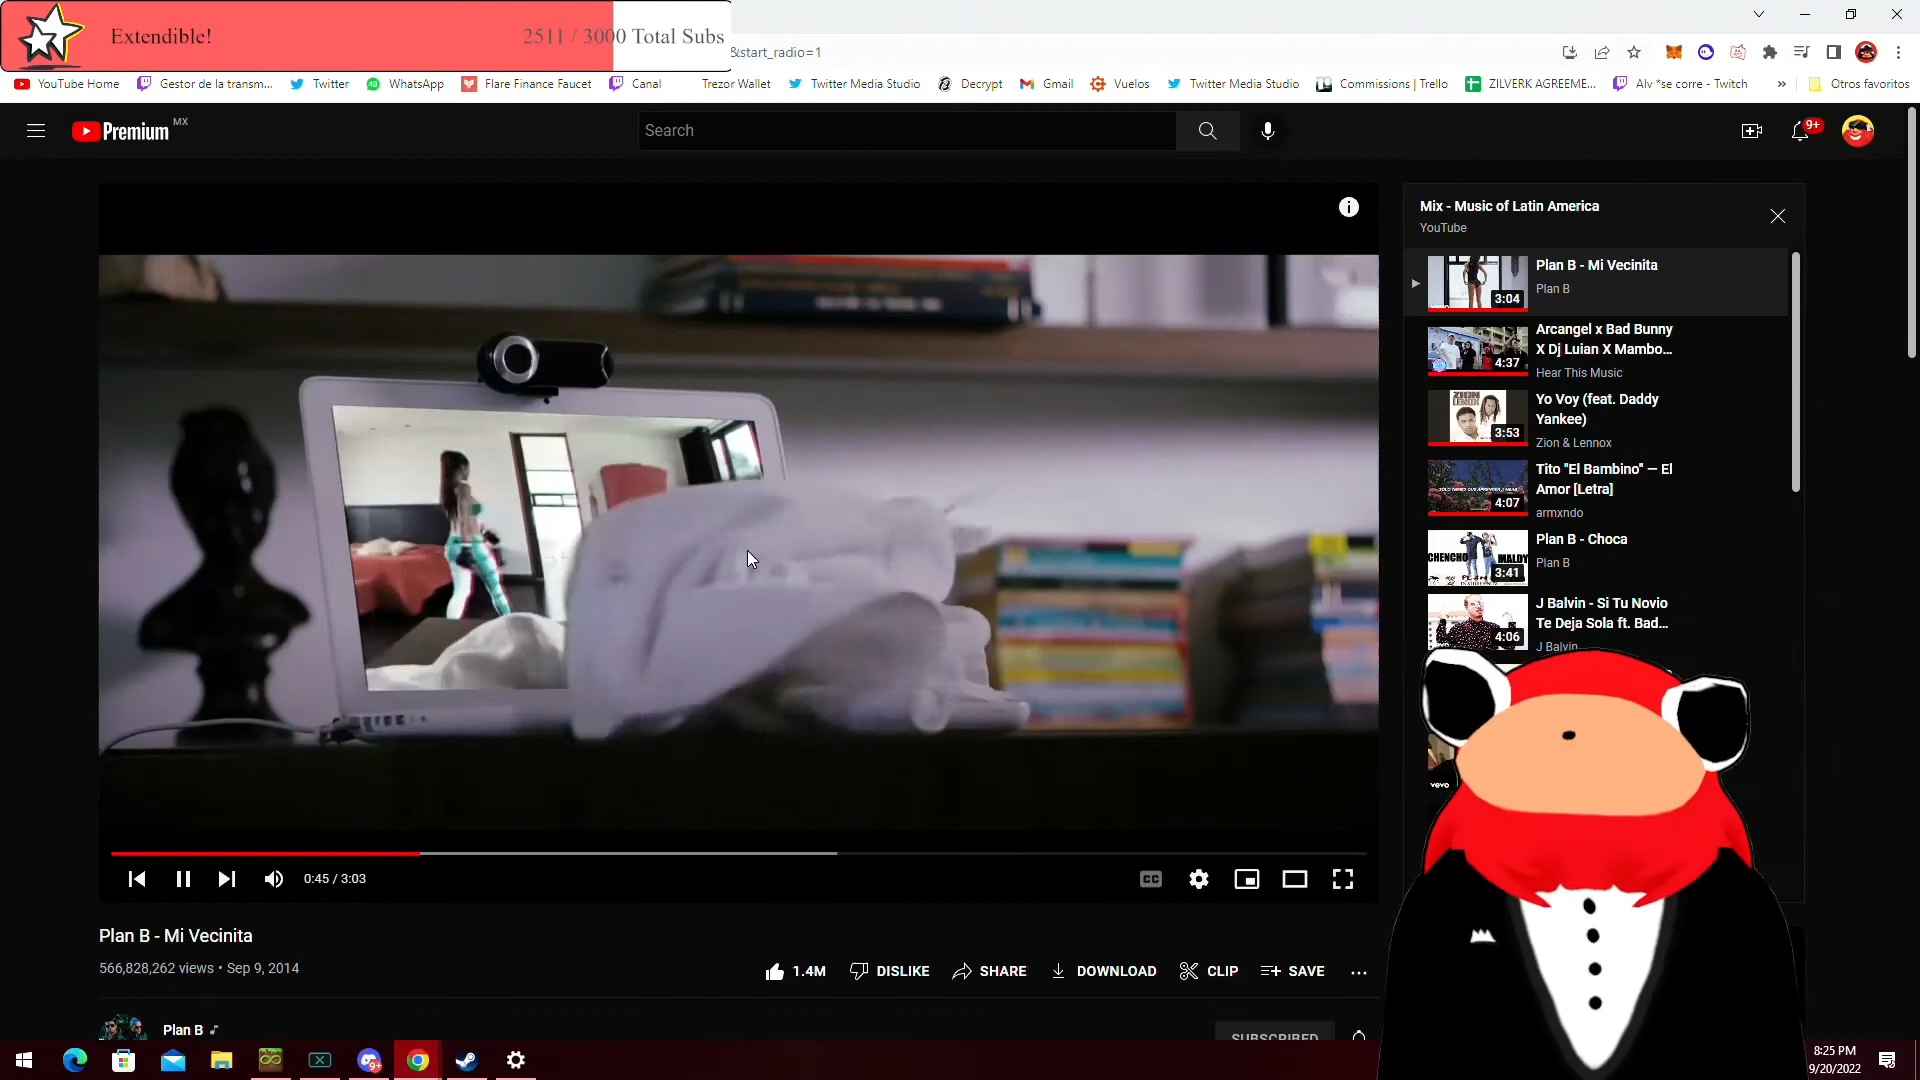 Extendible!
2511 / 3000 Total Subs
&start_radio=1
YouTube Home
Gestor de la transm...
Twitter
WhatsApp
Flare Finance Faucet
Canal
Trezor Wallet
Twitter Media Studio
Decrypt
Gmail
Vuelos
Twitter Media Studio
Commissions | Trello
ZILVERK AGREEME...
Alv *se corre - Twitch
»
Otros favoritos
Premium MX
Search
9+
Mix - Music of Latin America
YouTube
Plan B - Mi Vecinita
Plan B
3:04
Arcangel x Bad Bunny
X Dj Luian X Mambo...
4:37
Hear This Music
ZION
LENNOX
Yo Voy (feat. Daddy
Yankee)
3:53
Zion & Lennox
Tito "El Bambino" — El
Amor [Letra]
4:07
armxndo
Plan B - Choca
Plan B
CHENCHO
MALDY
3:41
J Balvin - Si Tu Novio
Te Deja Sola ft. Bad...
4:06
J Balvin
vevo
0:45 / 3:03
CC
Plan B - Mi Vecinita
566,828,262 views • Sep 9, 2014
1.4M
DISLIKE
SHARE
DOWNLOAD
CLIP
SAVE
Plan B
SUBSCRIBED
9+
8:25 PM
9/20/2022